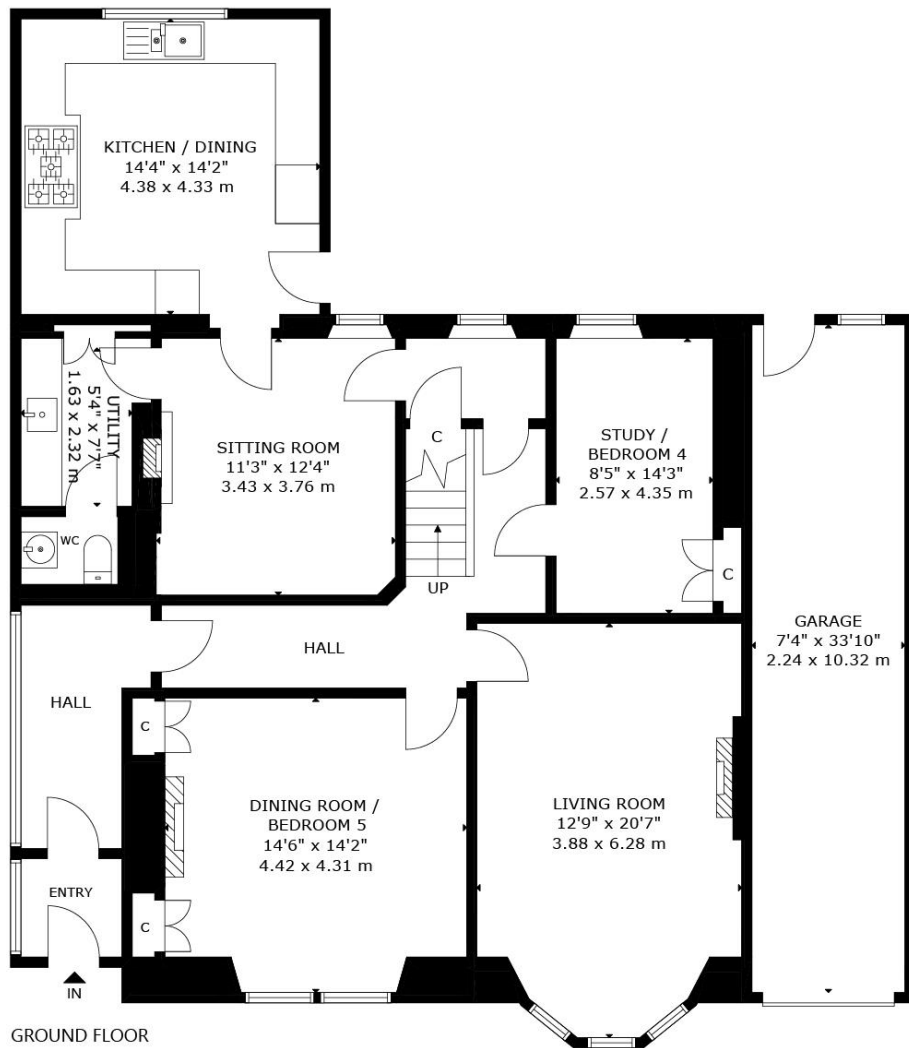 KITCHEN / DINING
14'4" x 14'2"
4.38 x 4.33 m
UTILITY
5'4" x 7'7"
1.63 x 2.32 m
SITTING ROOM
11'3" x 12'4"
3.43 x 3.76 m
C
STUDY /
BEDROOM 4
8'5" x 14'3"
2.57 x 4.35 m
WC
UP
C
GARAGE
7'4" x 33'10"
2.24 x 10.32 m
HALL
HALL
C
DINING ROOM /
BEDROOM 5
14'6" x 14'2"
4.42 x 4.31 m
LIVING ROOM
12'9" x 20'7"
3.88 x 6.28 m
ENTRY
C
IN
GROUND FLOOR